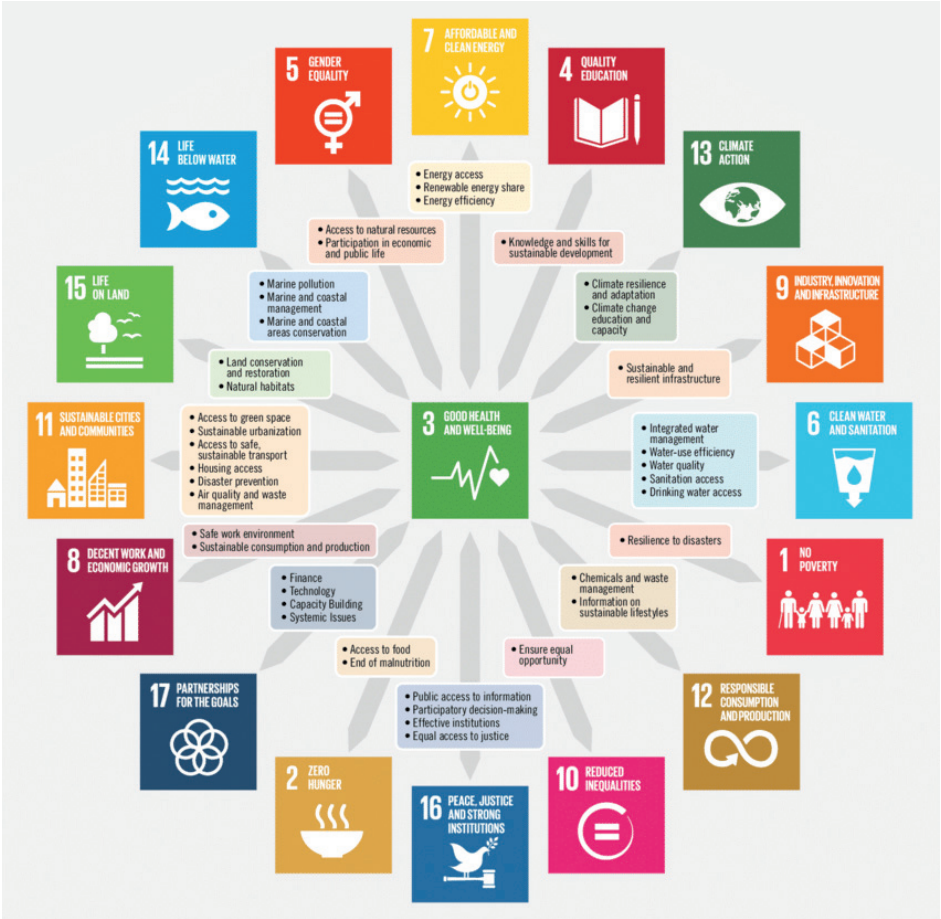 7 AFFORDABLE AND
CLEAN ENERGY
5 GENDER
EQUALITY
4 QUALITY
EDUCATION
14 LIFE
BELOW WATER
13 CLIMATE
ACTION
• Energy access
• Renewable energy share
• Energy efficiency
• Access to natural resources
• Participation in economic
and public life
• Knowledge and skills for
sustainable development
15 LIFE
ON LAND
• Marine pollution
• Marine and coastal
management
• Marine and coastal
areas conservation
• Climate resilience
and adaptation
• Climate change
education and
capacity
9 INDUSTRY, INNOVATION
AND INFRASTRUCTURE
• Land conservation
and restoration
• Natural habitats
• Sustainable and
resilient infrastructure
11 SUSTAINABLE CITIES
AND COMMUNITIES
• Access to green space
• Sustainable urbanization
• Access to safe,
sustainable transport
• Housing access
• Disaster prevention
• Air quality and waste
management
3 GOOD HEALTH
AND WELL-BEING
• Integrated water
management
• Water-use efficiency
• Water quality
• Sanitation access
• Drinking water access
6 CLEAN WATER
AND SANITATION
• Safe work environment
• Sustainable consumption and production
• Resilience to disasters
8 DECENT WORK AND
ECONOMIC GROWTH
1 NO
POVERTY
• Finance
• Technology
• Capacity Building
• Systemic Issues
• Chemicals and waste
management
• Information on
sustainable lifestyles
• Access to food
• End of malnutrition
• Ensure equal
opportunity
17 PARTNERSHIPS
FOR THE GOALS
• Public access to information
• Participatory decision-making
• Effective institutions
• Equal access to justice
12 RESPONSIBLE
CONSUMPTION
AND PRODUCTION
2 ZERO
HUNGER
16 PEACE, JUSTICE
AND STRONG
INSTITUTIONS
10 REDUCED
INEQUALITIES